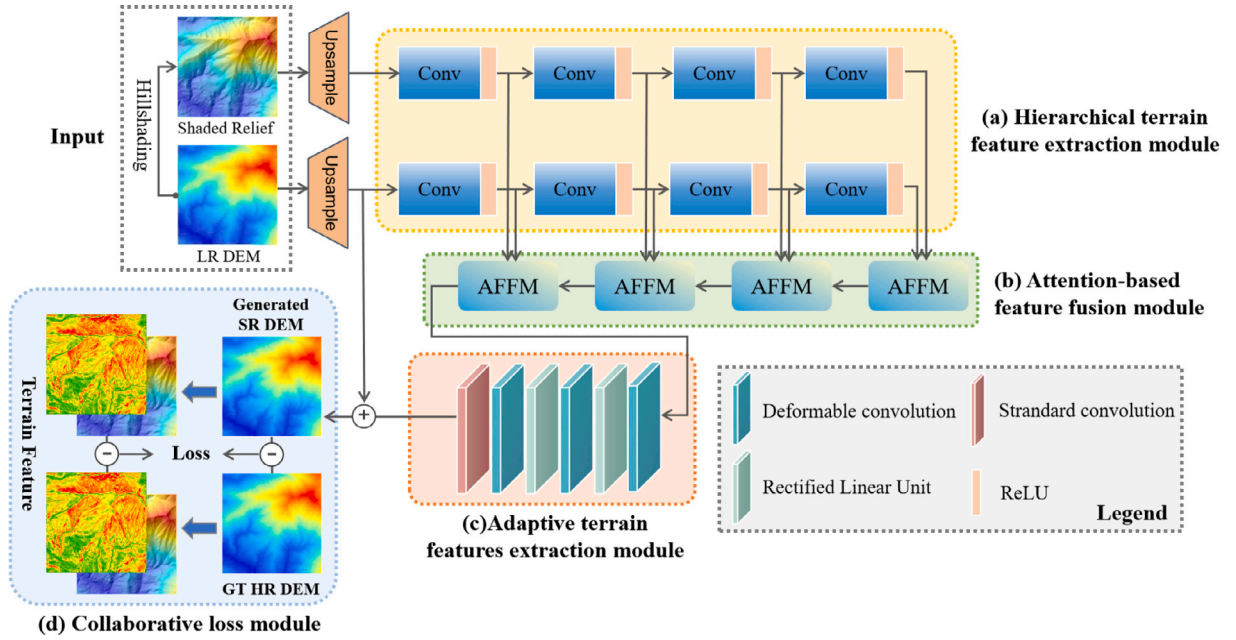 Input
Hillshading
Shaded Relief
LR DEM
Upsample
Upsample
Conv
Conv
Conv
Conv
Conv
Conv
Conv
Conv
(a) Hierarchical terrain
feature extraction module
AFFM
AFFM
AFFM
AFFM
(b) Attention-based
feature fusion module
Generated
SR DEM
Terrain Feature
Loss
GT HR DEM
(d) Collaborative loss module
(c)Adaptive terrain
features extraction module
Deformable convolution
Strandard convolution
Rectified Linear Unit
ReLU
Legend